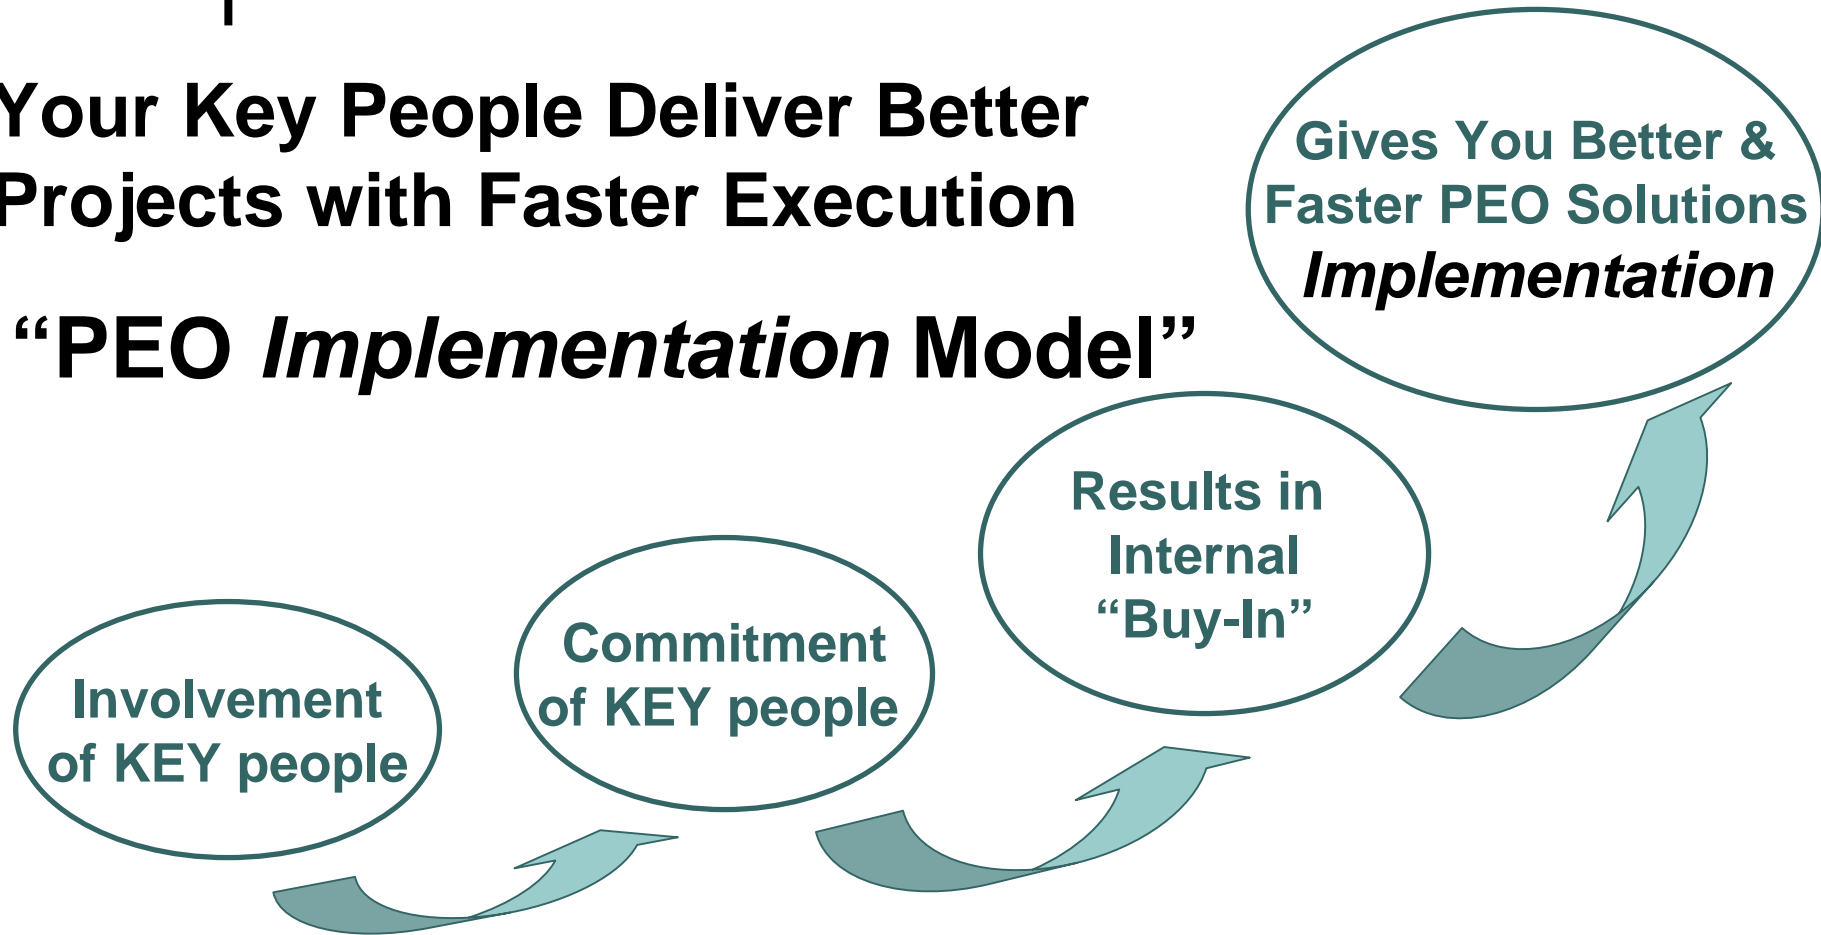 Your Key People Deliver Better
Projects with Faster Execution
“PEO Implementation Model”
Gives You Better &
Faster PEO Solutions
Implementation
Results in
Internal
“Buy-In”
Commitment
of KEY people
Involvement
of KEY people